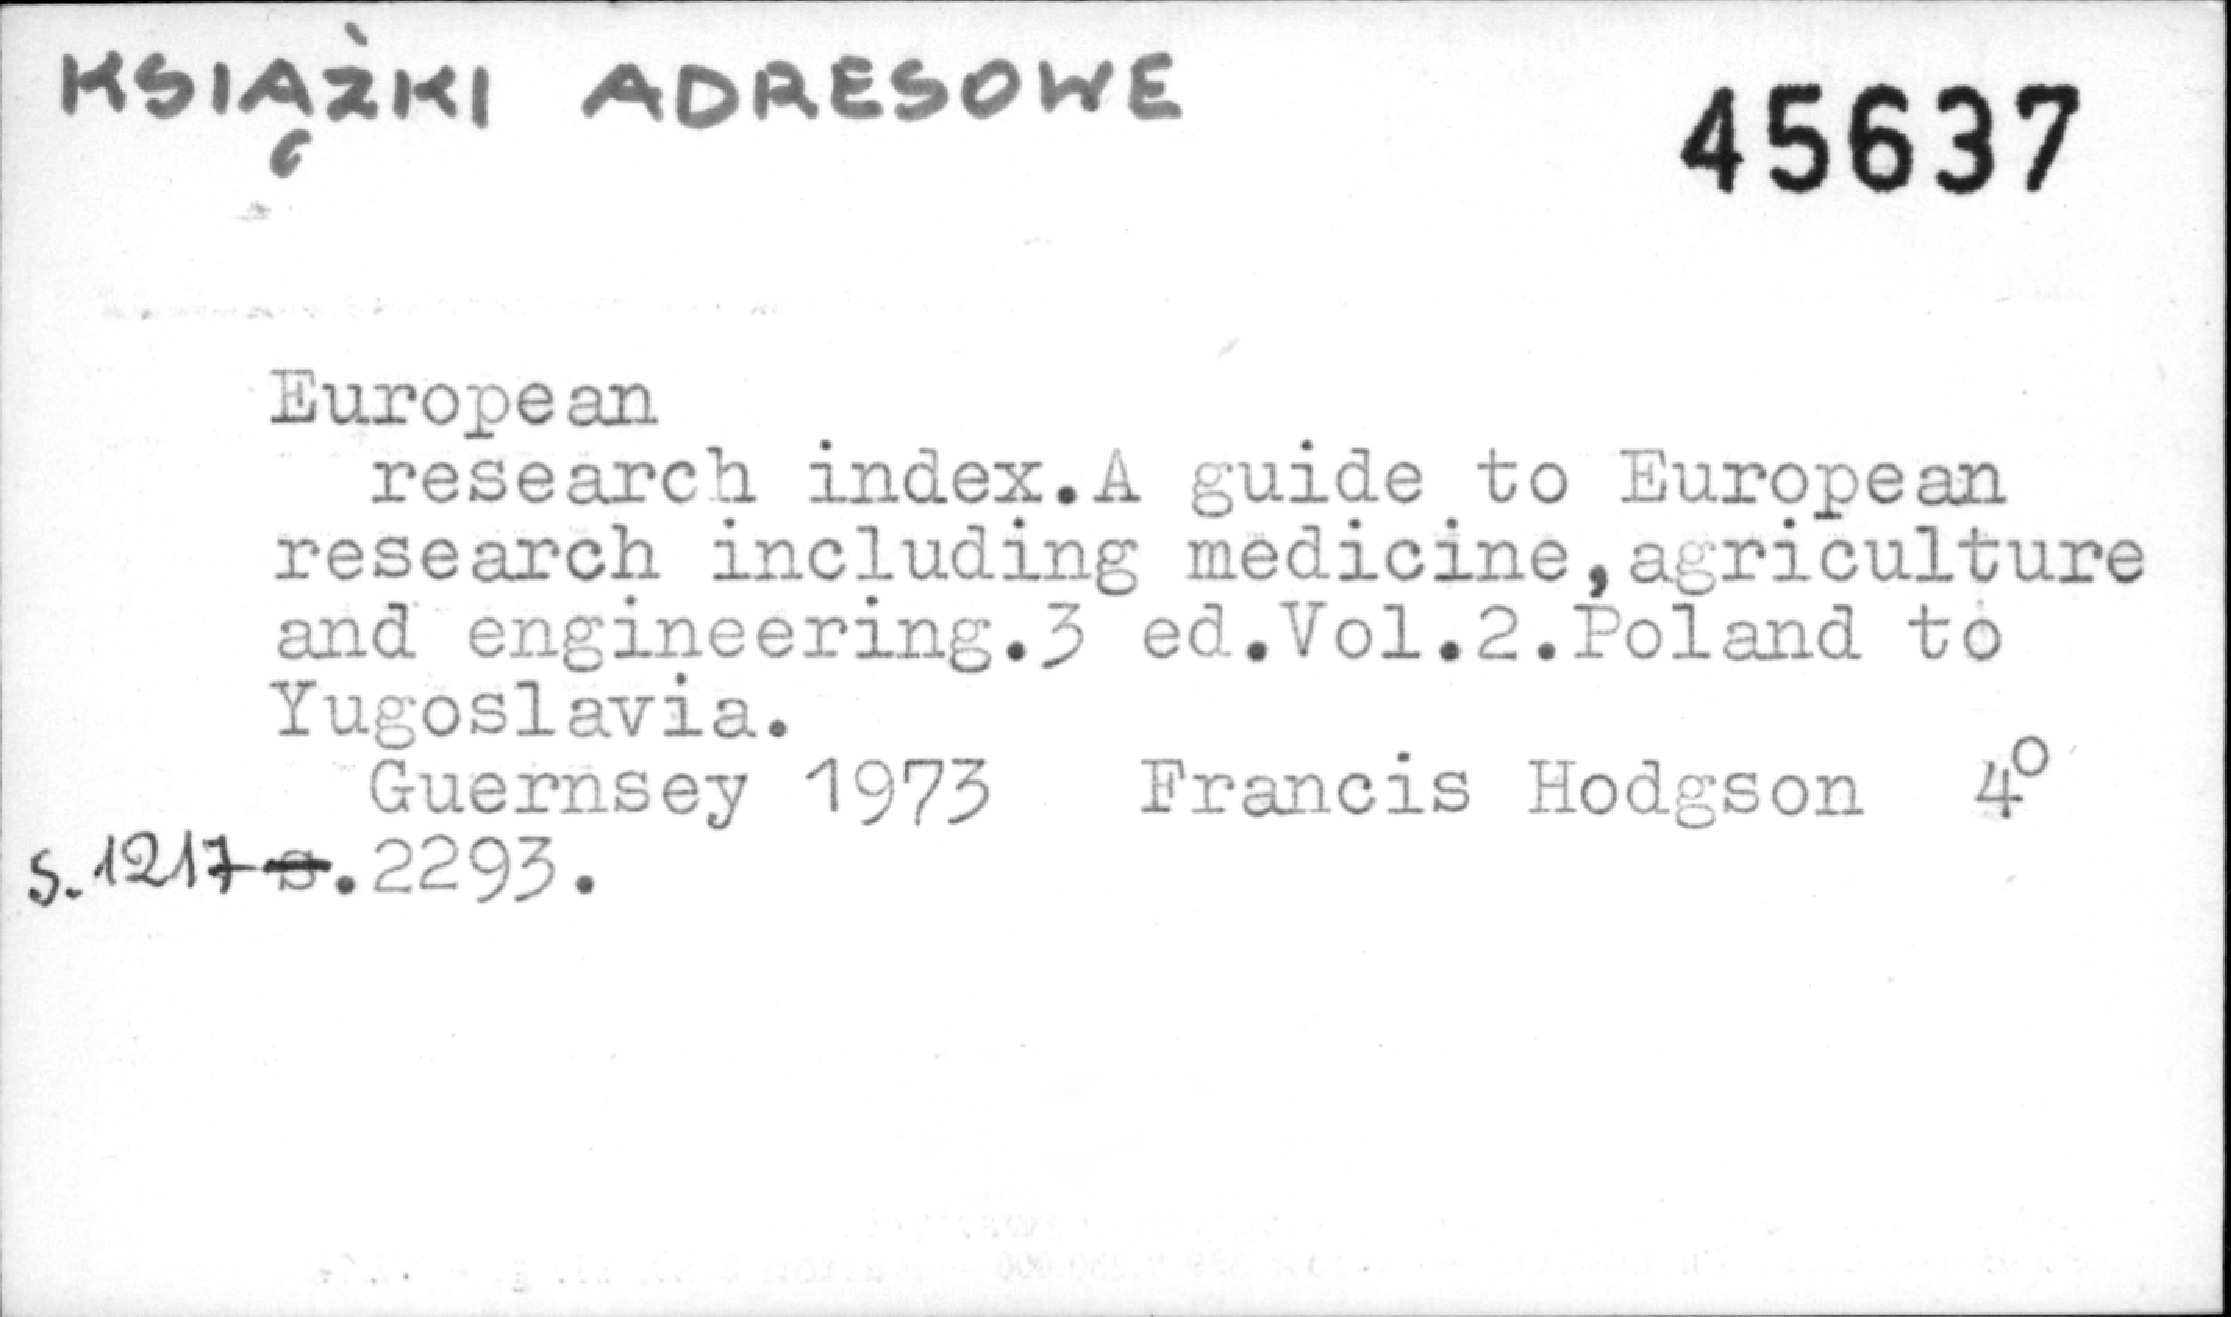 KSIĄŻKI ADRESOWE
45637
European
research index.A guide to European
research including medicine,agriculture
and engineering.3 ed.Vol.2.Poland to
Yugoslavia.
Guernsey 1973 Francis Hodgson 4º
s.1217-s.2293.